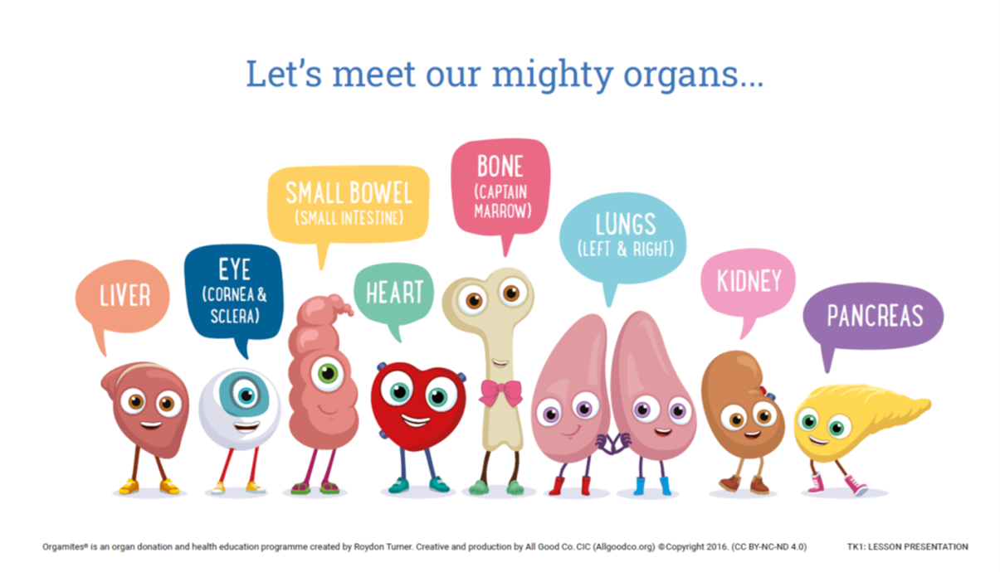 Let's meet our mighty organs...
BONE
(CAPTAIN
MARROW)
SMALL BOWEL
(SMALL INTESTINE)
LUNGS
(LEFT & RIGHT)
EYE
(CORNEA &
SCLERA)
LIVER
HEART
KIDNEY
PANCREAS
Orgamites® is an organ donation and health education programme created by Roydon Turner. Creative and production by All Good Co. CIC (Allgoodco.org) ©Copyright 2016. (CC BY-NC-ND 4.0)
TK1: LESSON PRESENTATION